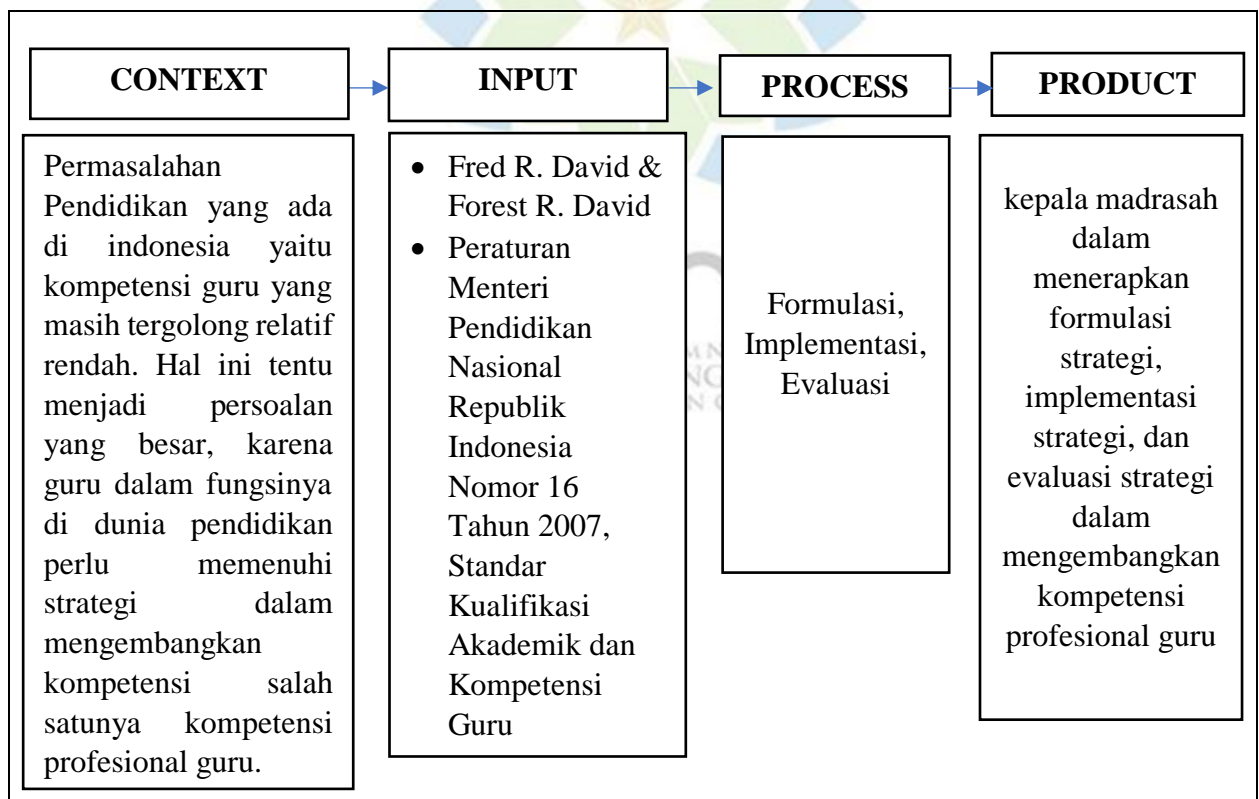 CONTEXT
Permasalahan
Pendidikan yang ada
di indonesia yaitu
kompetensi guru yang
masih tergolong relatif
rendah. Hal ini tentu
menjadi persoalan
yang besar, karena
guru dalam fungsinya
di dunia pendidikan
perlu memenuhi
strategi dalam
mengembangkan
kompetensi salah
satunya kompetensi
profesional guru.
INPUT
• Fred R. David &
Forest R. David
• Peraturan
Menteri
Pendidikan
Nasional
Republik
Indonesia
Nomor 16
Tahun 2007,
Standar
Kualifikasi
Akademik dan
Kompetensi
Guru
PROCESS
Formulasi,
Implementasi,
Evaluasi
PRODUCT
kepala madrasah
dalam
menerapkan
formulasi
strategi,
implementasi
strategi, dan
evaluasi strategi
dalam
mengembangkan
kompetensi
profesional guru